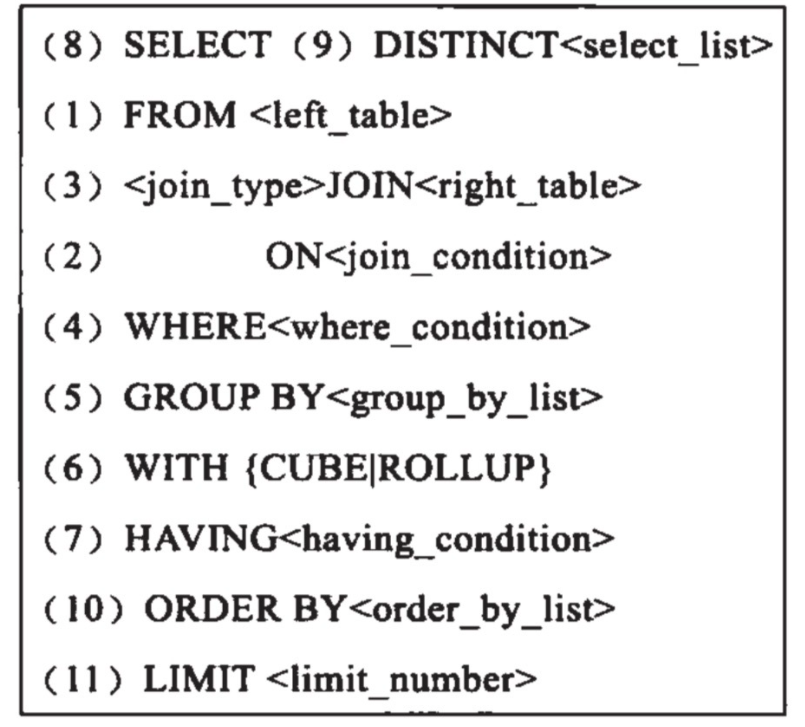 (8) SELECT (9) DISTINCT<select_list>
(1) FROM <left_table>
(3) <join_type>JOIN<right_table>
(2) ON<join_condition>
(4) WHERE<where_condition>
(5) GROUP BY<group_by_list>
(6) WITH {CUBE|ROLLUP}
(7) HAVING<having_condition>
(10) ORDER BY<order_by_list>
(11) LIMIT <limit_number>